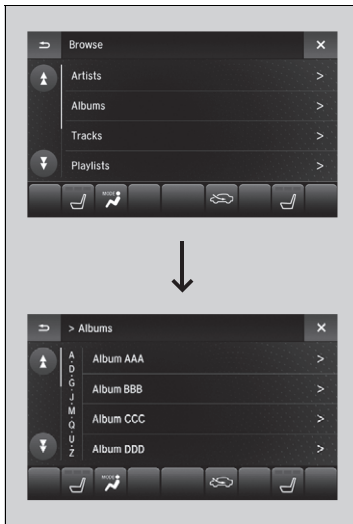 Browse
Artists
>
Albums
>
Tracks
>
Playlists
>
MODE
> Albums
A
·
D
·
G
·
J
·
M
·
Q
·
U
·
Z
Album AAA
>
Album BBB
>
Album CCC
>
Album DDD
>
MODE